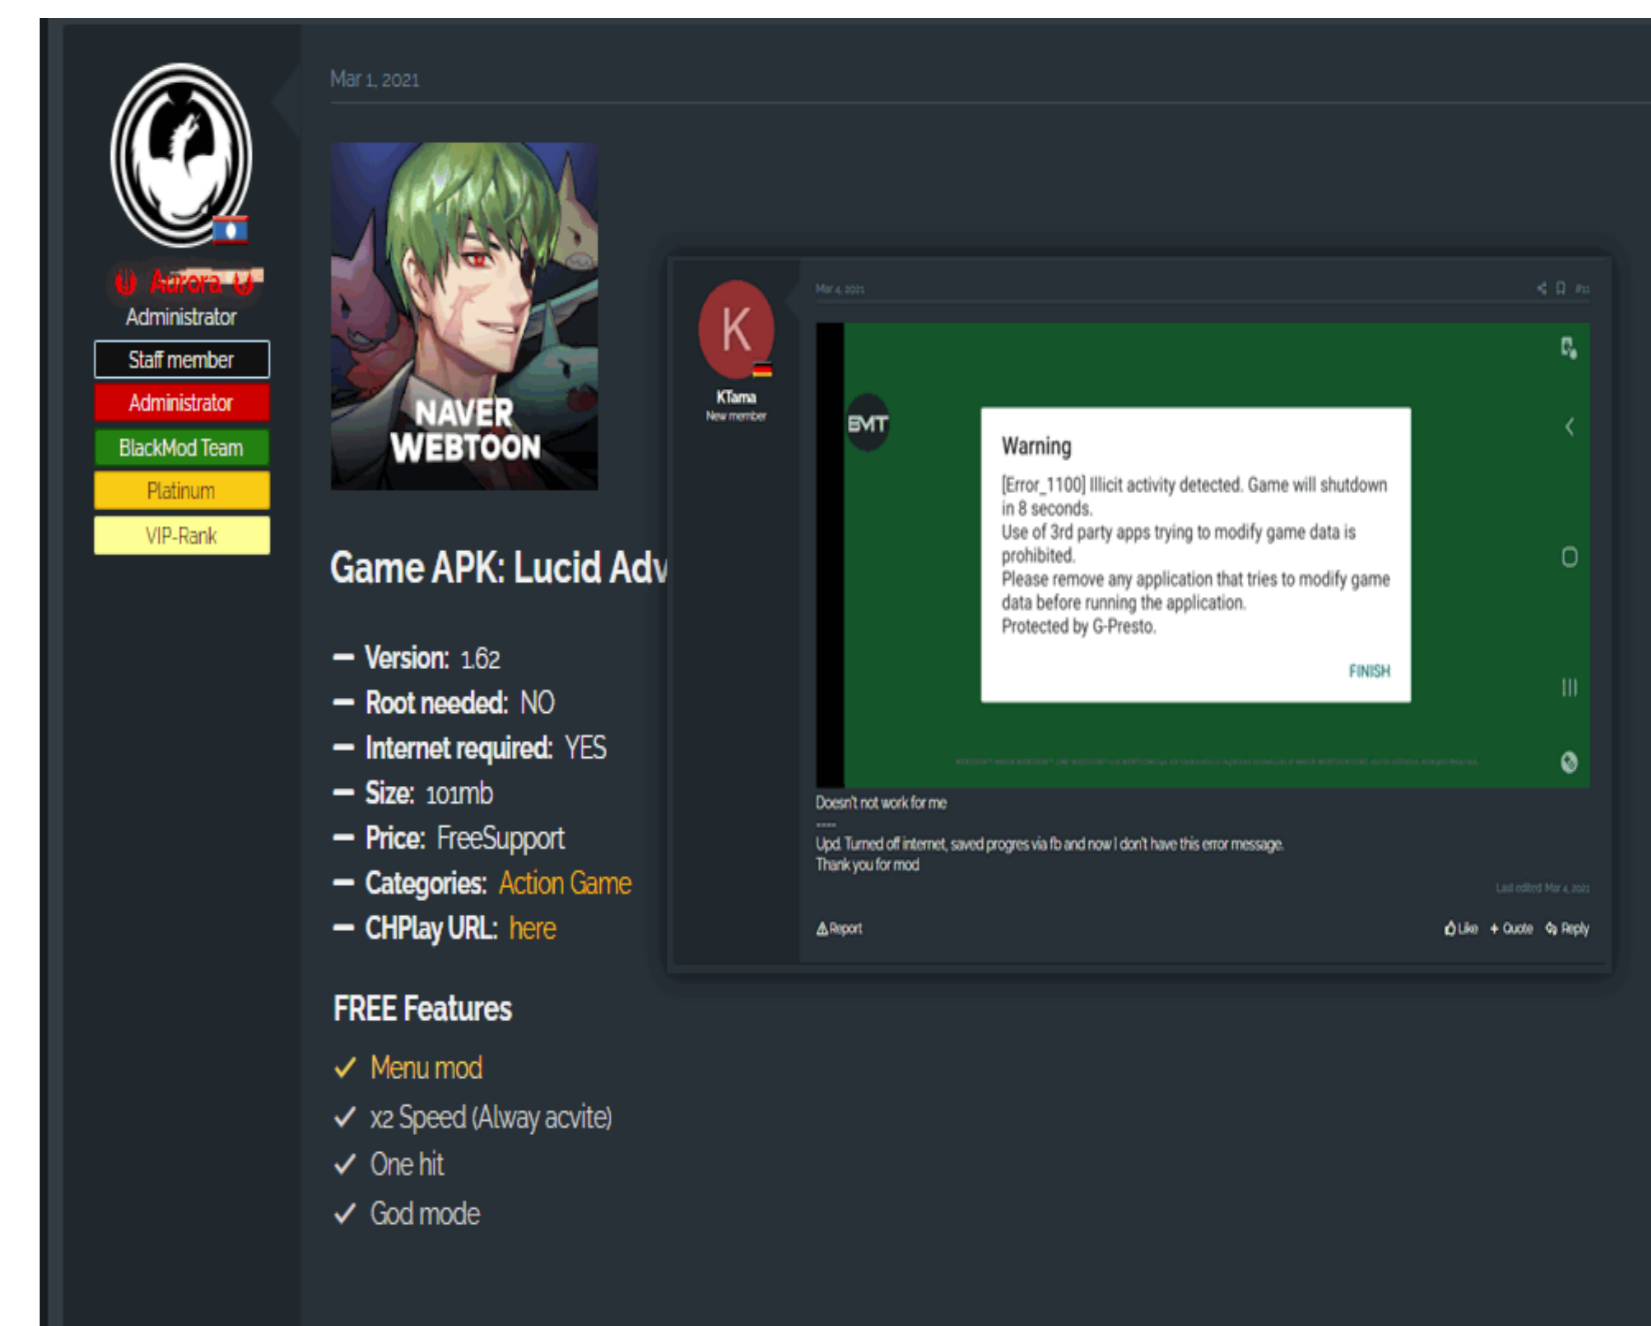 Mar 1, 2021
Aurora
Administrator
Staff member
Administrator
BlackMod Team
Platinum
VIP-Rank
NAVER
WEBTOON
Game APK: Lucid Adv
Version: 1.62
Root needed: NO
Internet required: YES
Size: 101mb
Price: FreeSupport
Categories: Action Game
CHPlay URL: here
FREE Features
Menu mod
x2 Speed (Alway acvite)
One hit
God mode
K
KTama
New member
Mar 4, 2021
#11
BMT
Warning
[Error_1100] Illicit activity detected. Game will shutdown
in 8 seconds.
Use of 3rd party apps trying to modify game data is
prohibited.
Please remove any application that tries to modify game
data before running the application.
Protected by G-Presto.
FINISH
Doesn't not work for me
----
Upd. Turned off internet, saved progres via fb and now I don't have this error message.
Thank you for mod
Last edited Mar 4, 2021
Report
Like + Quote Reply